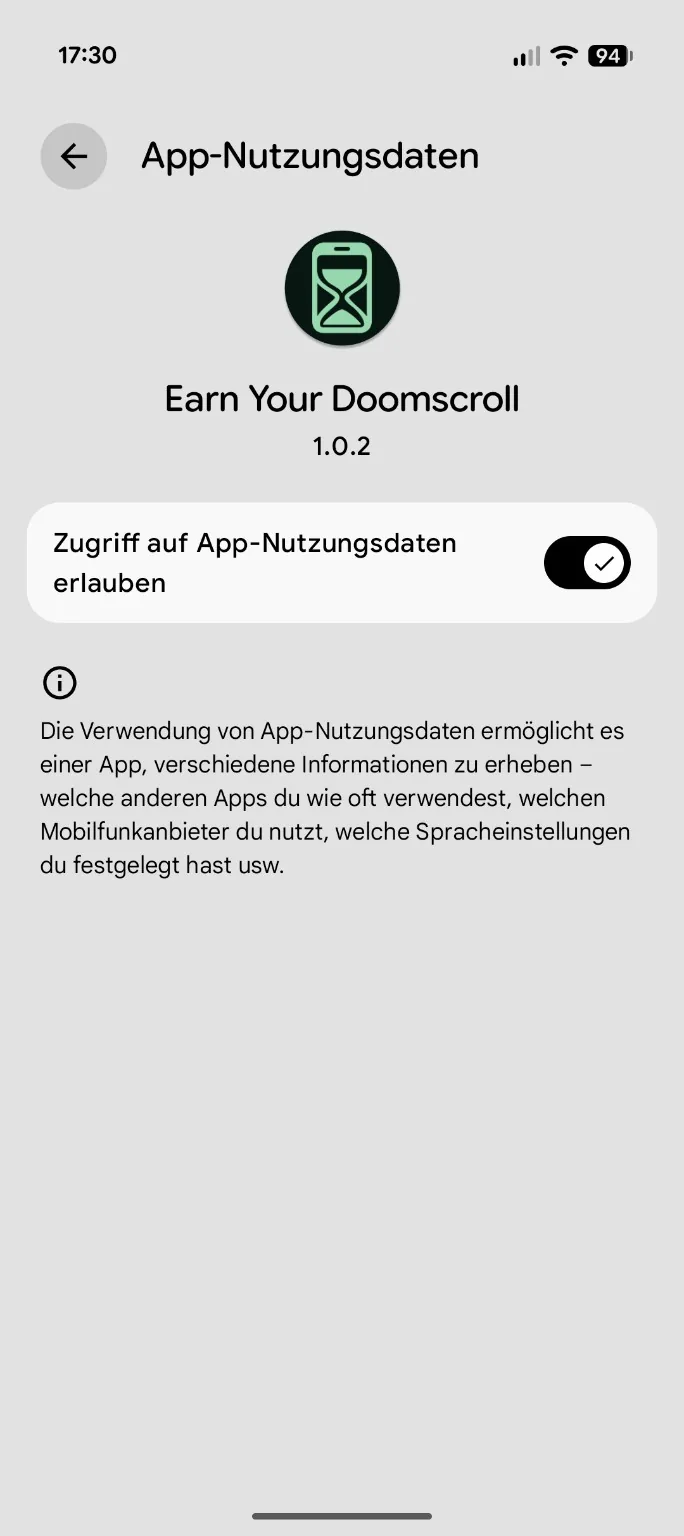 17:30
94
App-Nutzungsdaten
Earn Your Doomscroll
1.0.2
Zugriff auf App-Nutzungsdaten
erlauben
Die Verwendung von App-Nutzungsdaten ermöglicht es
einer App, verschiedene Informationen zu erheben –
welche anderen Apps du wie oft verwendest, welchen
Mobilfunkanbieter du nutzt, welche Spracheinstellungen
du festgelegt hast usw.